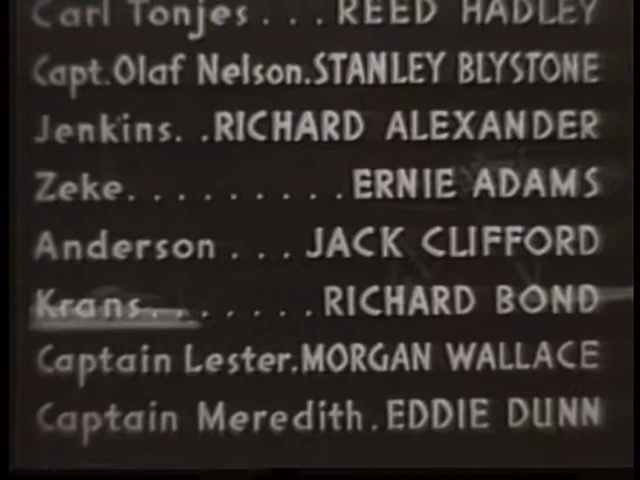 Carl Tonjes . . . REED HADLEY
Capt.Olaf Nelson.STANLEY BLYSTONE
Jenkins. .RICHARD ALEXANDER
Zeke. . . . . . . . . .ERNIE ADAMS
Anderson . . . JACK CLIFFORD
Krans. . . . . . . RICHARD BOND
Captain Lester.MORGAN WALLACE
Captain Meredith.EDDIE DUNN